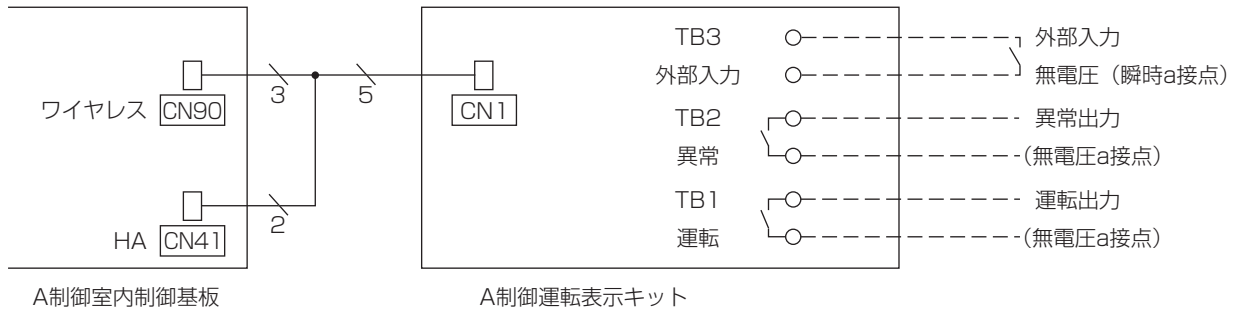 TB3
外部入力
外部入力
無電圧（瞬時a接点）
3
5
ワイヤレス CN90
CN1
TB2
異常出力
異常
(無電圧a接点)
TB1
運転出力
2
HA CN41
運転
(無電圧a接点)
A制御室内制御基板
A制御運転表示キット